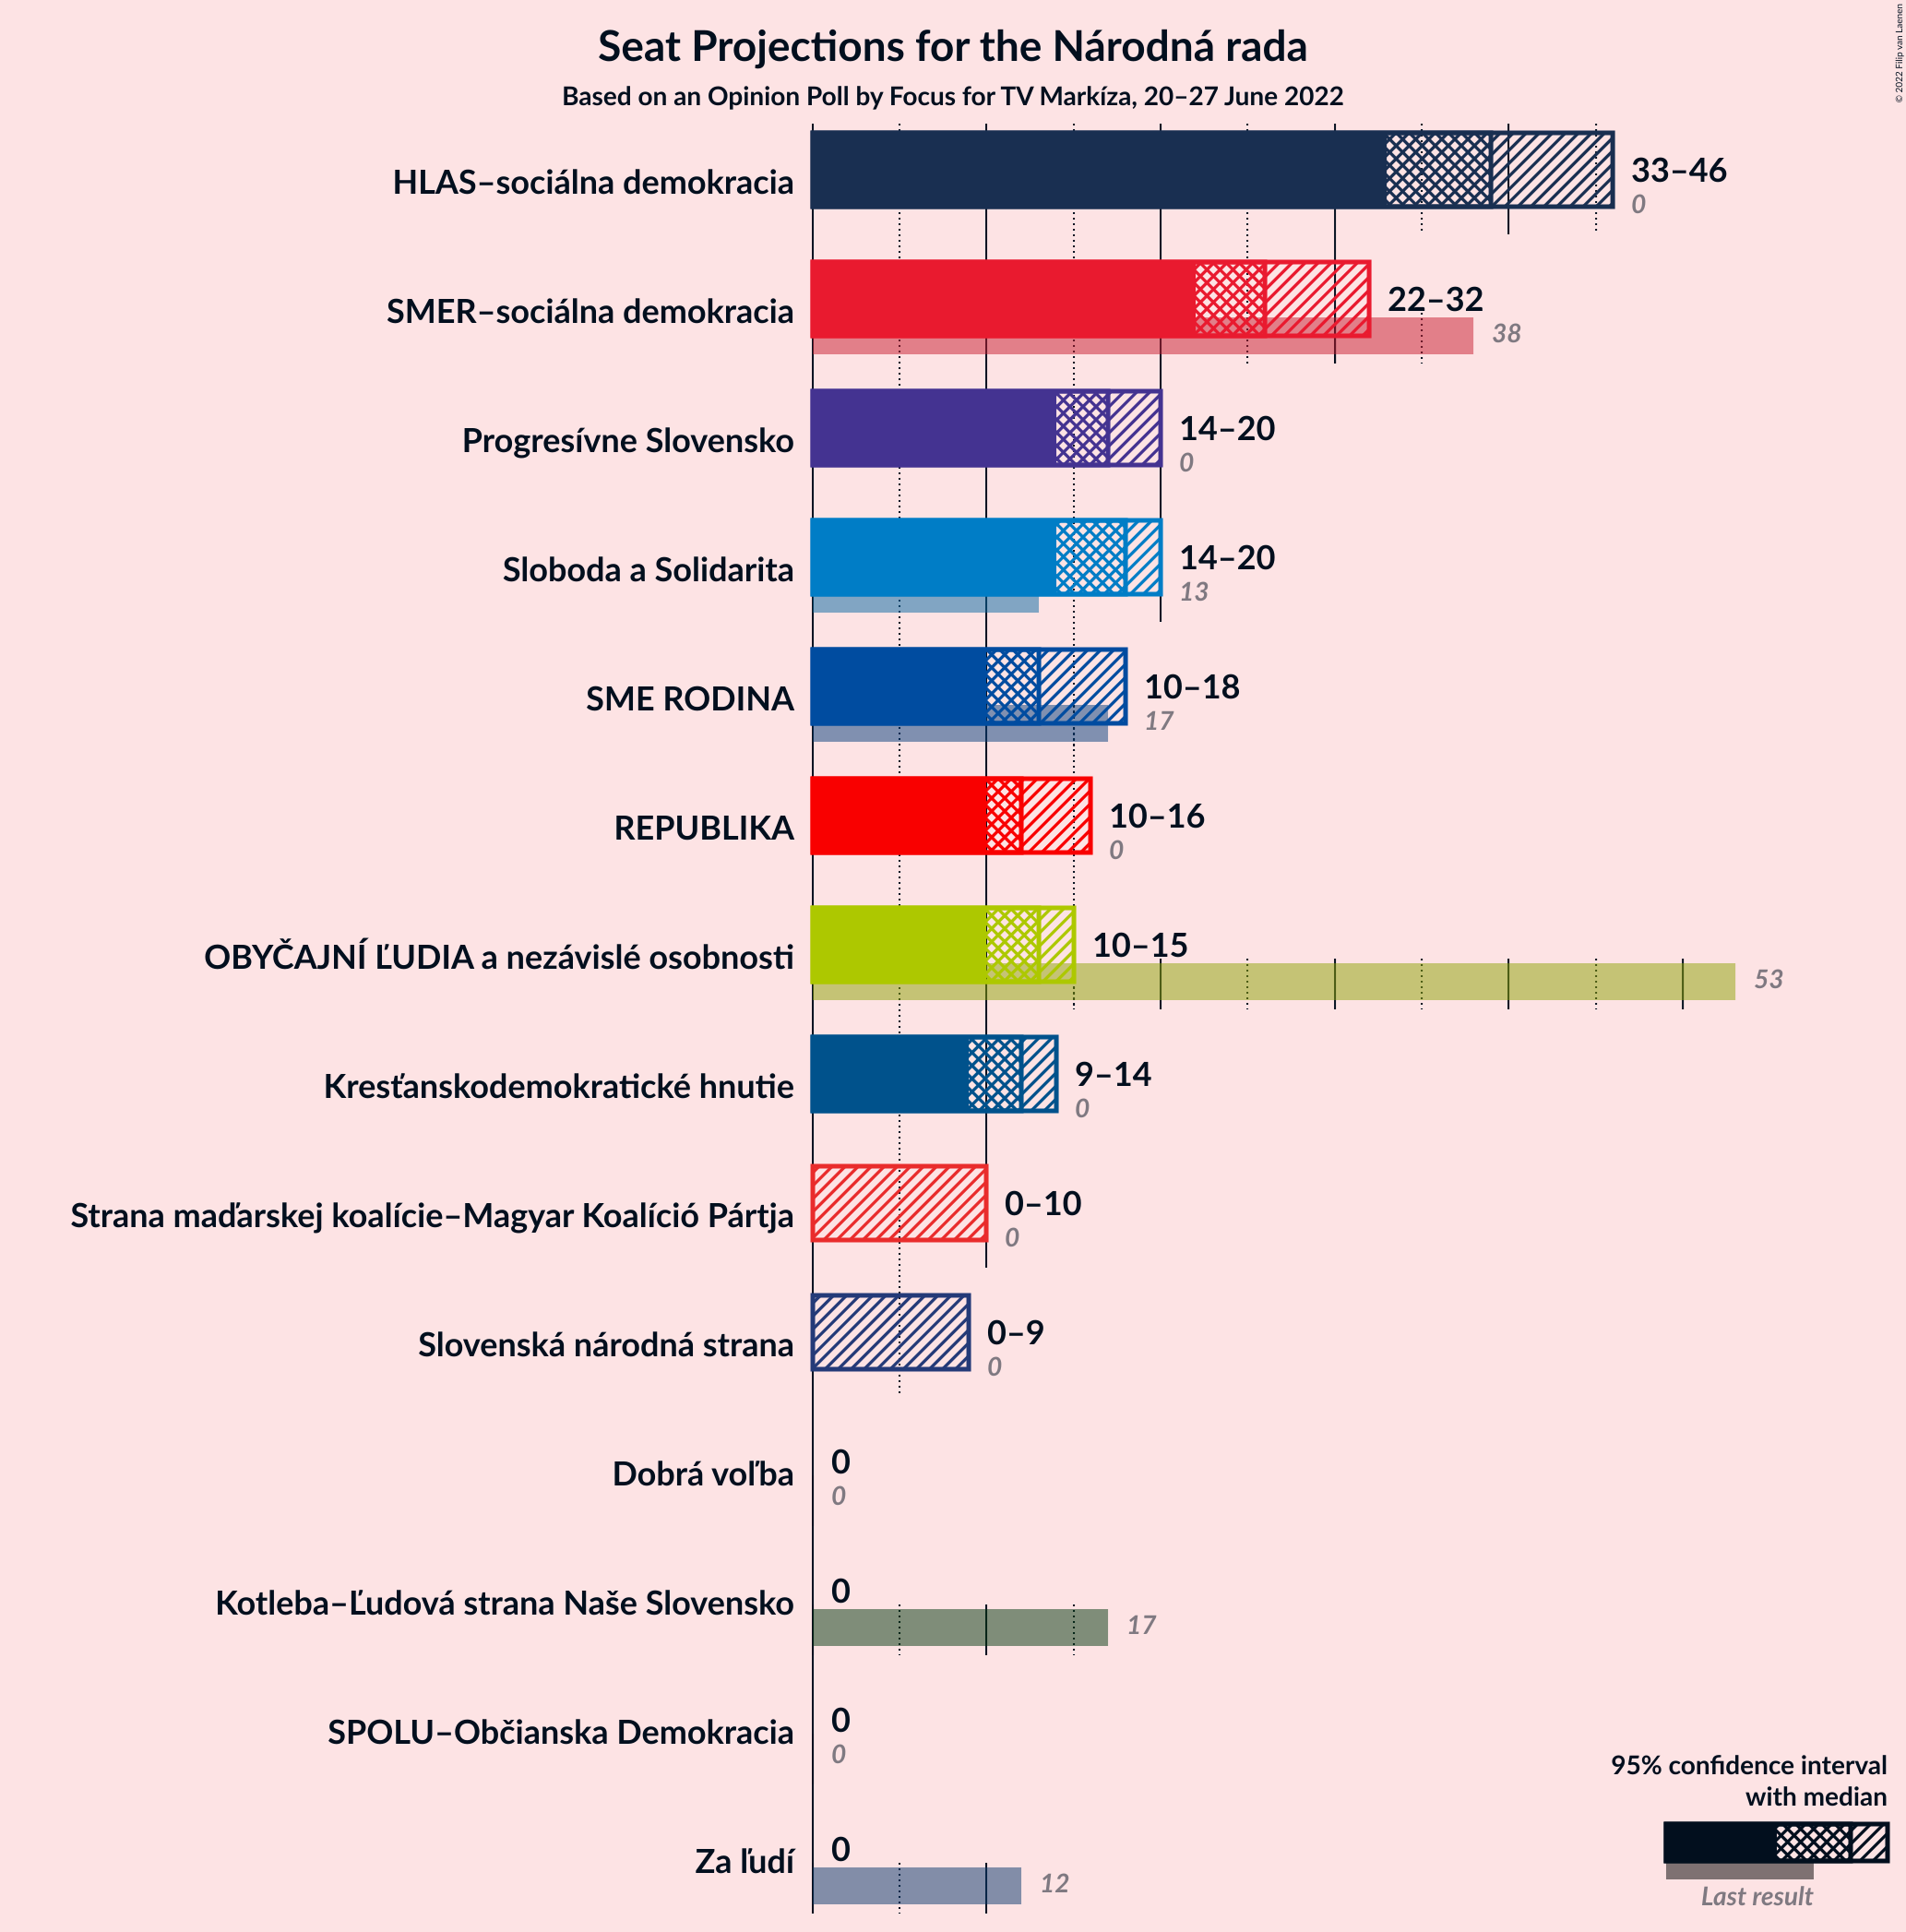 Seat Projections for the Národná rada
Based on an Opinion Poll by Focus for TV Markíza, 20–27 June 2022
© 2022 Filip van Laenen
HLAS–sociálna demokracia
33–46
0
SMER–sociálna demokracia
22–32
38
Progresívne Slovensko
14–20
0
Sloboda a Solidarita
14–20
13
SME RODINA
10–18
17
REPUBLIKA
10–16
0
OBYČAJNÍ ĽUDIA a nezávislé osobnosti
10–15
53
Kresťanskodemokratické hnutie
9–14
0
Strana maďarskej koalície–Magyar Koalíció Pártja
0–10
0
Slovenská národná strana
0–9
0
Dobrá voľba
0
0
Kotleba–Ľudová strana Naše Slovensko
0
17
SPOLU–Občianska Demokracia
0
0
Za ľudí
0
12
95% confidence interval
with median
Last result